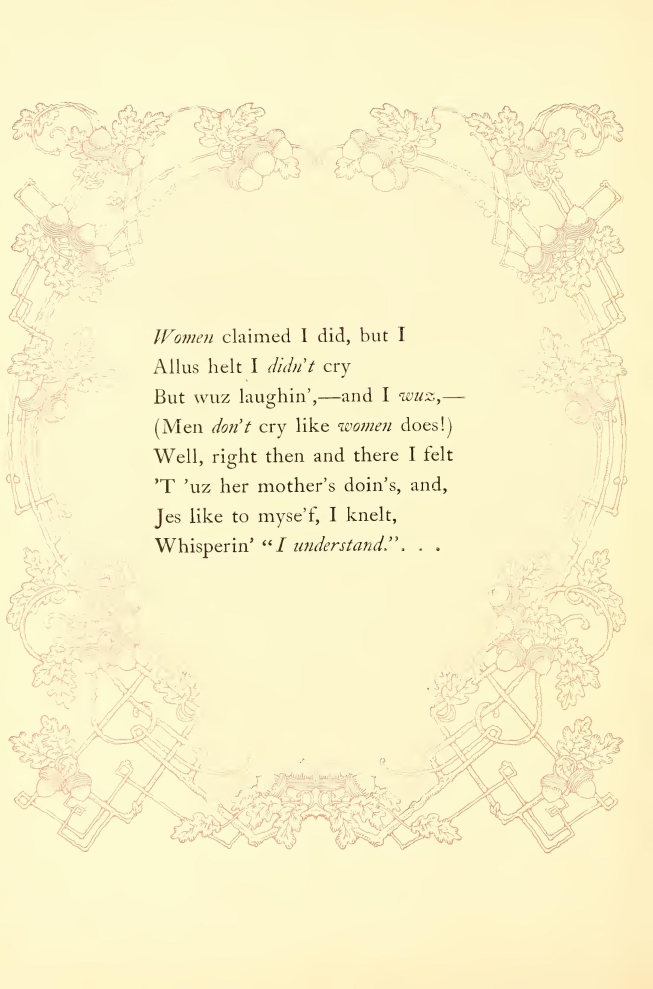 Women claimed I did, but I
Allus helt I didn't cry
But wuz laughin',—and I wuz,—
(Men don't cry like women does!)
Well, right then and there I felt
'T 'uz her mother's doin's, and,
Jes like to myse'f, I knelt,
Whisperin' "I understand.". . .